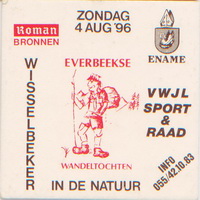 ZONDAG
4 AUG '96
Roman
BRONNEN
ENAME
WISSELBEKER
EVERBEEKSE
WANDELTOCHTEN
IN DE NATUUR
VWJL
SPORT
&
RAAD
INFO
055/42.10.83